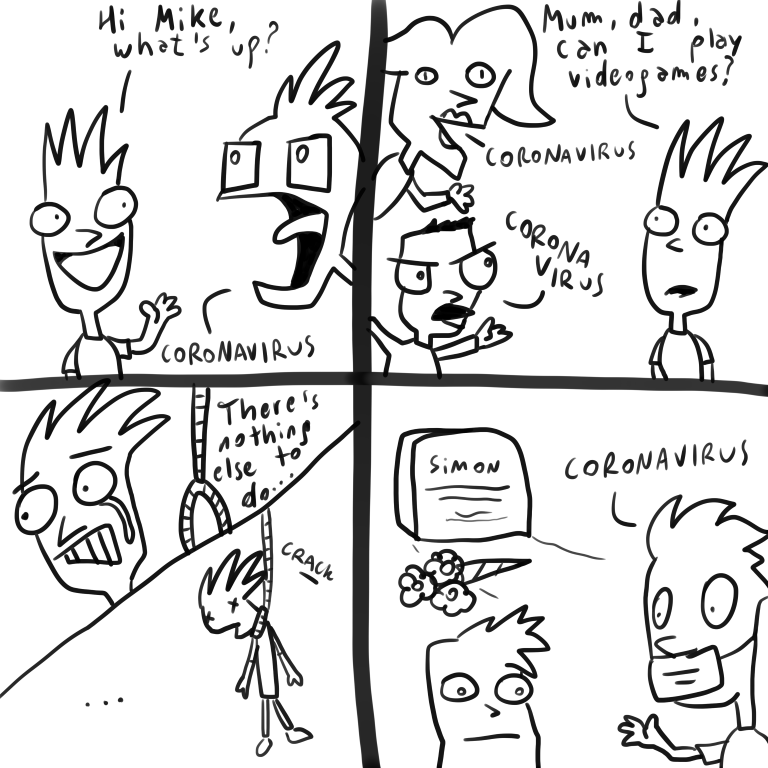 Hi Mike,
what's up?
CORONAVIRUS
Mum, dad,
can I play
videogames?
CORONAVIRUS
CORONA
VIRUS
There's
nothing
else to
do...
CRACK
...
SIMON
CORONAVIRUS